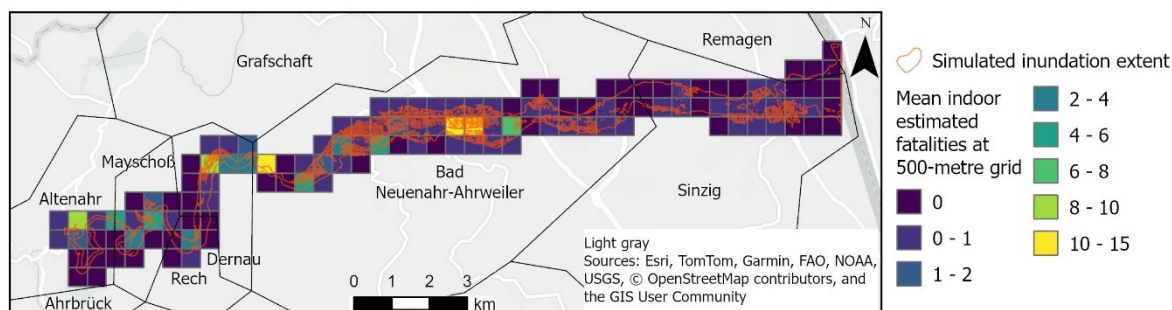 N
Remagen
Grafschaft
Mayschoß
Altenahr
Bad
Neuenahr-Ahrweiler
Sinzig
Dernau
Rech
Ahrbrück
0 1 2 3
km
Light gray
Sources: Esri, TomTom, Garmin, FAO, NOAA,
USGS, © OpenStreetMap contributors, and
the GIS User Community
Simulated inundation extent
Mean indoor
estimated
fatalities at
500-metre grid
0
0 - 1
1 - 2
2 - 4
4 - 6
6 - 8
8 - 10
10 - 15